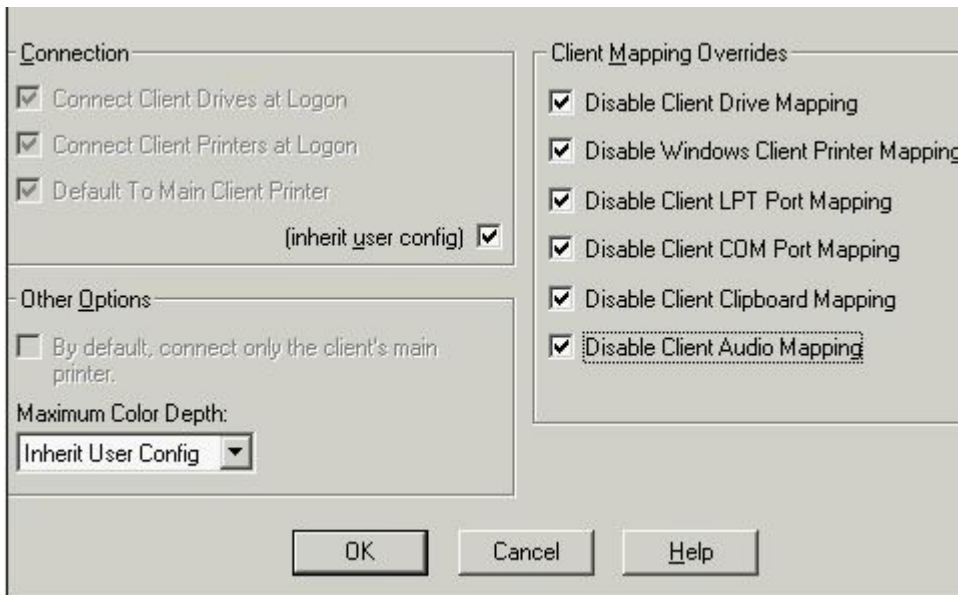 Connection
Connect Client Drives at Logon
Connect Client Printers at Logon
Default To Main Client Printer
(inherit user config)
Other Options
By default, connect only the client's main
printer.
Maximum Color Depth:
Inherit User Config
Client Mapping Overrides
Disable Client Drive Mapping
Disable Windows Client Printer Mapping
Disable Client LPT Port Mapping
Disable Client COM Port Mapping
Disable Client Clipboard Mapping
Disable Client Audio Mapping
OK
Cancel
Help